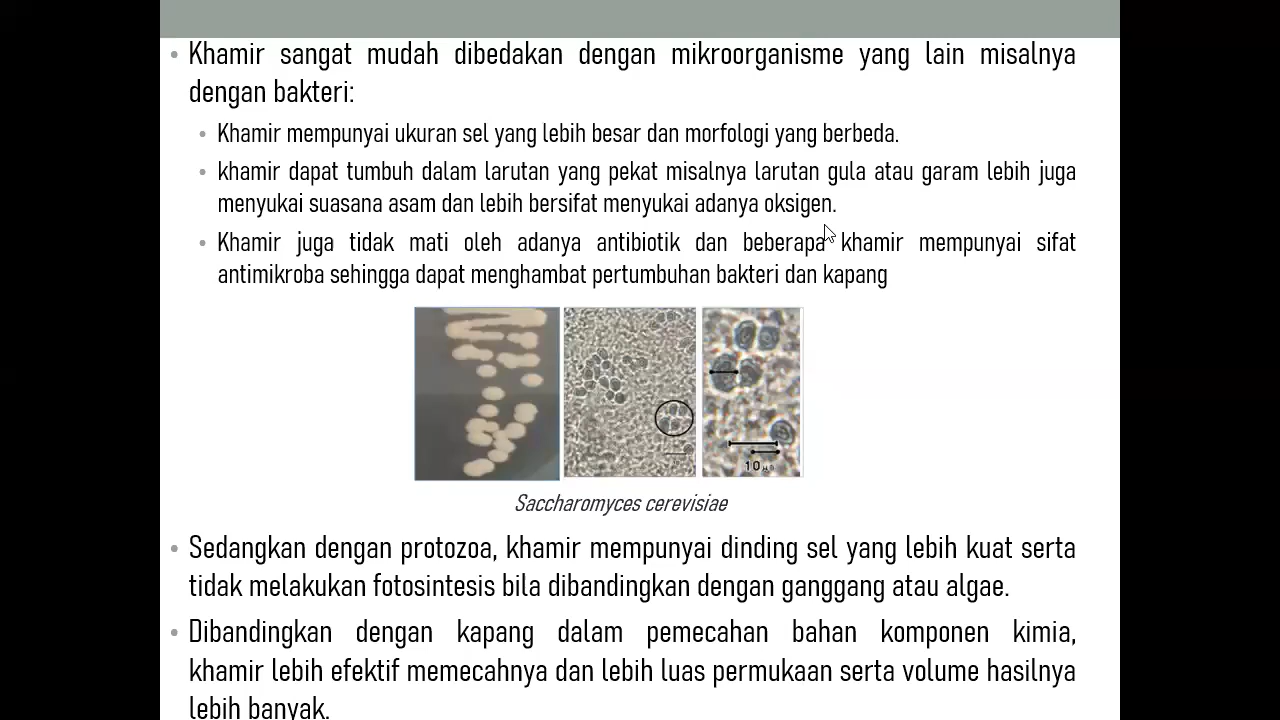 Khamir sangat mudah dibedakan dengan mikroorganisme yang lain misalnya
dengan bakteri:
Khamir mempunyai ukuran sel yang lebih besar dan morfologi yang berbeda.
khamir dapat tumbuh dalam larutan yang pekat misalnya larutan gula atau garam lebih juga
menyukai suasana asam dan lebih bersifat menyukai adanya oksigen.
Khamir juga tidak mati oleh adanya antibiotik dan beberapa khamir mempunyai sifat
antimikroba sehingga dapat menghambat pertumbuhan bakteri dan kapang
10
Saccharomyces cerevisiae
Sedangkan dengan protozoa, khamir mempunyai dinding sel yang lebih kuat serta
tidak melakukan fotosintesis bila dibandingkan dengan ganggang atau algae.
Dibandingkan dengan kapang dalam pemecahan bahan komponen kimia,
khamir lebih efektif memecahnya dan lebih luas permukaan serta volume hasilnya
lebih banyak.